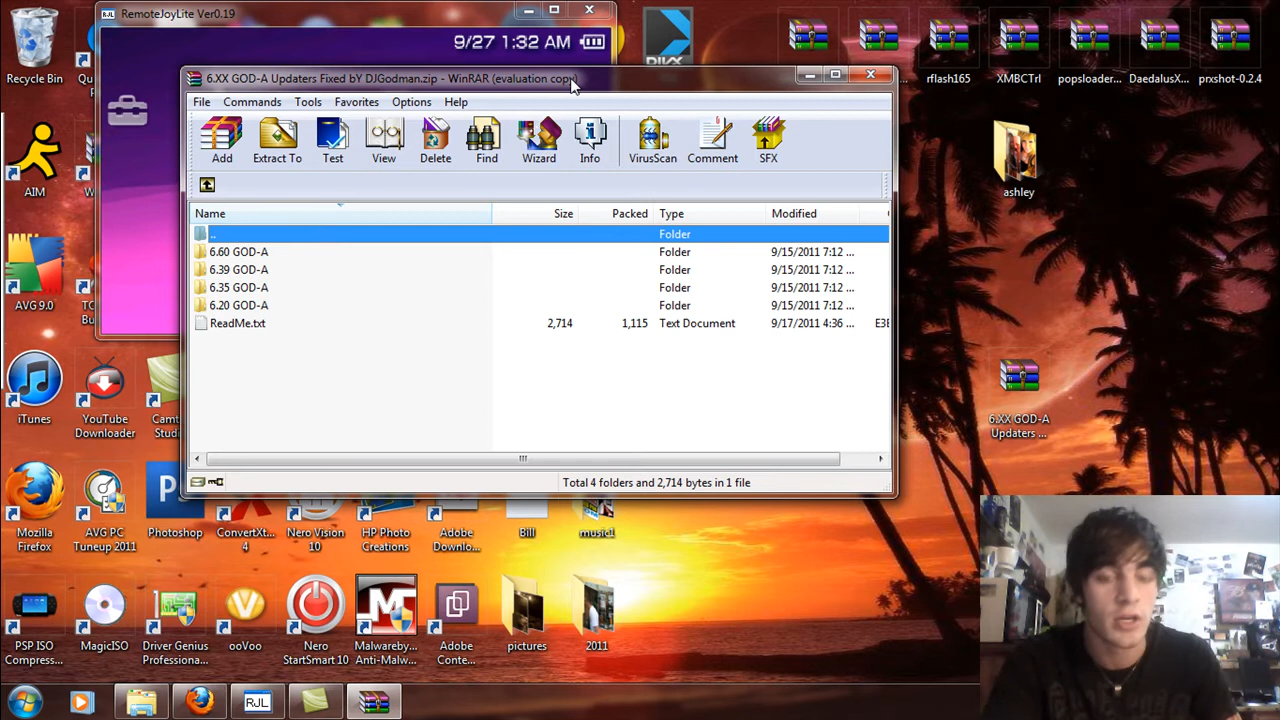 RJL RemoteJoyLite Ver0.19
9/27 1:32 AM
6.XX GOD-A Updaters Fixed by DJGodman.zip - WinRAR (evaluation copy)
File Commands Tools Favorites Options Help
Add Extract To Test View Delete Find Wizard Info VirusScan Comment SFX
Name Size Packed Type Modified
.. Folder
6.60 GOD-A Folder 9/15/2011 7:12 ...
6.39 GOD-A Folder 9/15/2011 7:12 ...
6.35 GOD-A Folder 9/15/2011 7:12 ...
6.20 GOD-A Folder 9/15/2011 7:12 ...
ReadMe.txt 2,714 1,115 Text Document 9/17/2011 4:36 ... E3
Total 4 folders and 2,714 bytes in 1 file
Recycle Bin
AIM
AVG 9.0
iTunes
YouTube
Downloader
Camt
Studi
Mozilla
Firefox
AVG PC
Tuneup 2011
Photoshop
ConvertXt...
4
Nero Vision
10
HP Photo
Creations
Adobe
Downlo...
Bill
music1
PSP ISO
Compress...
MagicISO
Driver Genius
Professiona...
ooVoo
Nero
StartSmart 10
Malwareby...
Anti-Malw...
Adobe
Conte...
pictures
2011
rflash165
XMBCTrl
popsloader...
DaedalusX...
prxshot-0.2.4
ashley
6.XX GOD-A
Updaters ...
RJL